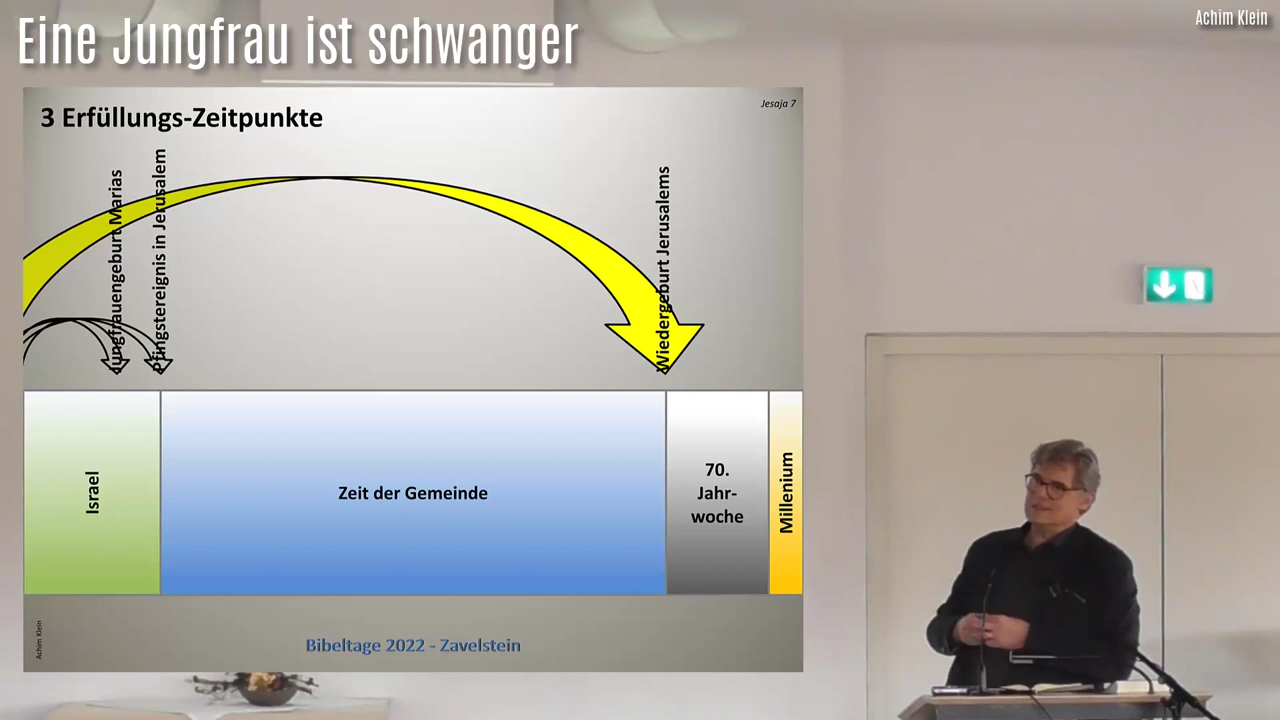 Eine Jungfrau ist schwanger
Achim Klein
3 Erfüllungs-Zeitpunkte
Jesaja 7
Jungfrauengeburt Marias
Pfingstereignis in Jerusalem
Wiedergeburt Jerusalems
Israel
Zeit der Gemeinde
70.
Jahr-
woche
Millenium
Achim Klein
Bibeltage 2022 - Zavelstein